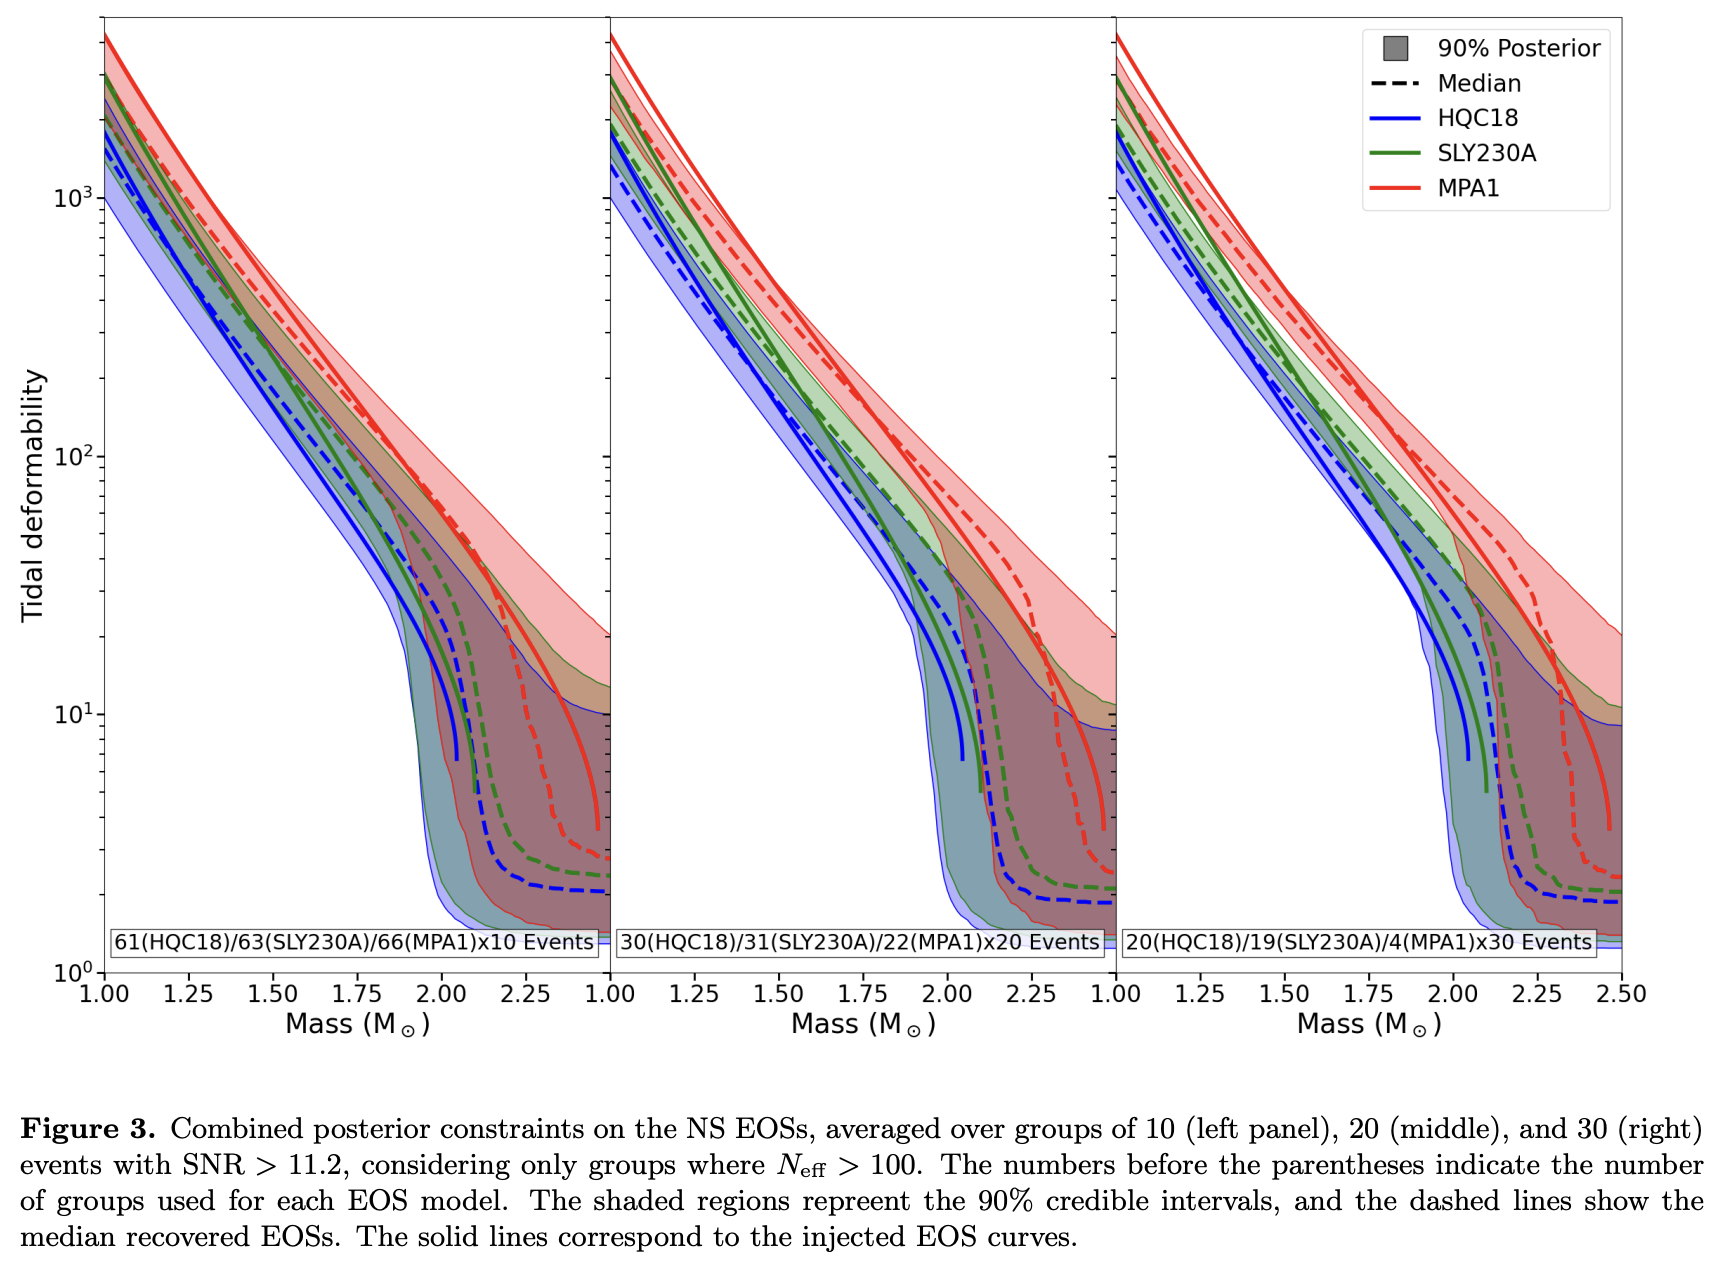 90% Posterior
Median
HQC18
SLY230A
MPA1
Tidal deformability
10³
10²
10¹
10⁰
61(HQC18)/63(SLY230A)/66(MPA1)x10 Events
30(HQC18)/31(SLY230A)/22(MPA1)x20 Events
20(HQC18)/19(SLY230A)/4(MPA1)x30 Events
1.00 1.25 1.50 1.75 2.00 2.25 1.00 1.25 1.50 1.75 2.00 2.25 1.00 1.25 1.50 1.75 2.00 2.25 2.50
Mass (M⊙) Mass (M⊙) Mass (M⊙)
Figure 3. Combined posterior constraints on the NS EOSs, averaged over groups of 10 (left panel), 20 (middle), and 30 (right)
events with SNR > 11.2, considering only groups where Neff > 100. The numbers before the parentheses indicate the number
of groups used for each EOS model. The shaded regions repreent the 90% credible intervals, and the dashed lines show the
median recovered EOSs. The solid lines correspond to the injected EOS curves.